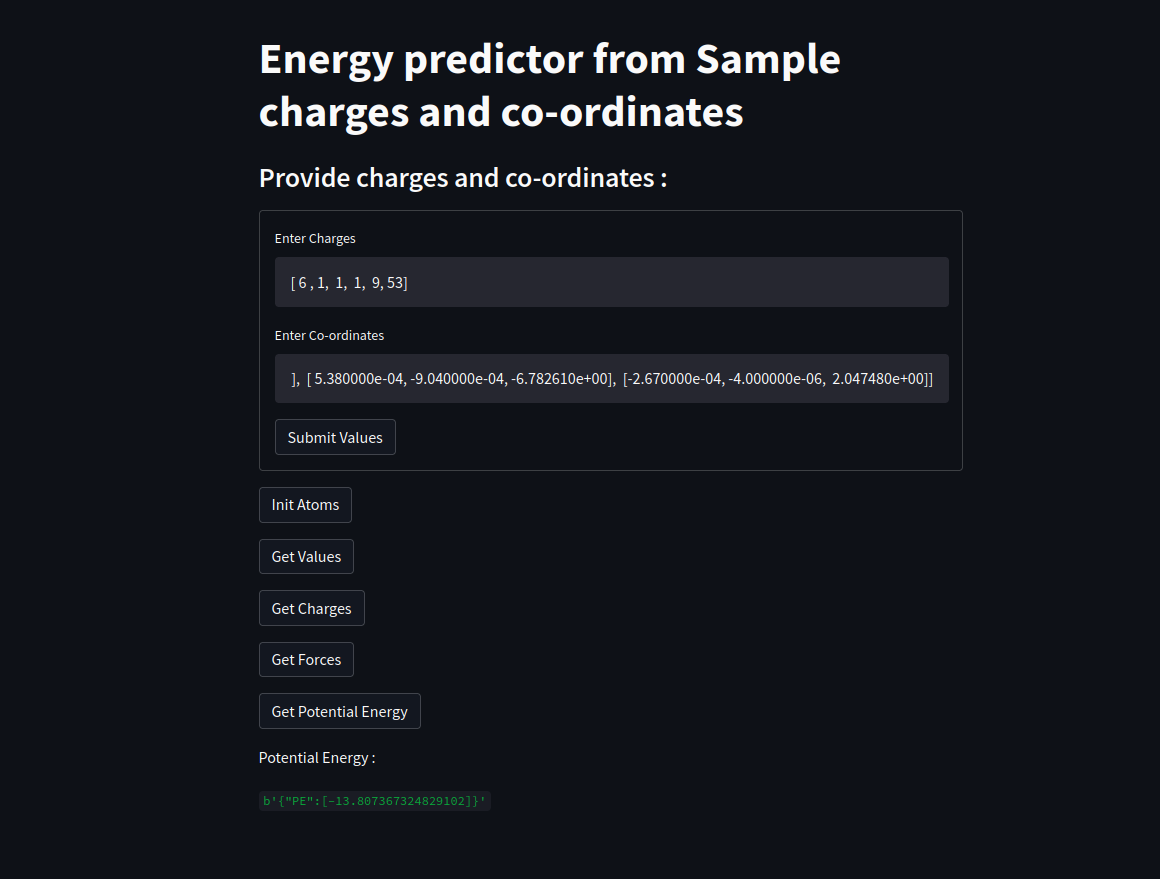 Energy predictor from Sample
charges and co-ordinates
Provide charges and co-ordinates :
Enter Charges
[ 6 , 1,  1,  1,  9, 53]
Enter Co-ordinates
],  [ 5.380000e-04, -9.040000e-04, -6.782610e+00],  [-2.670000e-04, -4.000000e-06,  2.047480e+00]]
Submit Values
Init Atoms
Get Values
Get Charges
Get Forces
Get Potential Energy
Potential Energy :
b'{"PE":[-13.807367324829102]}'